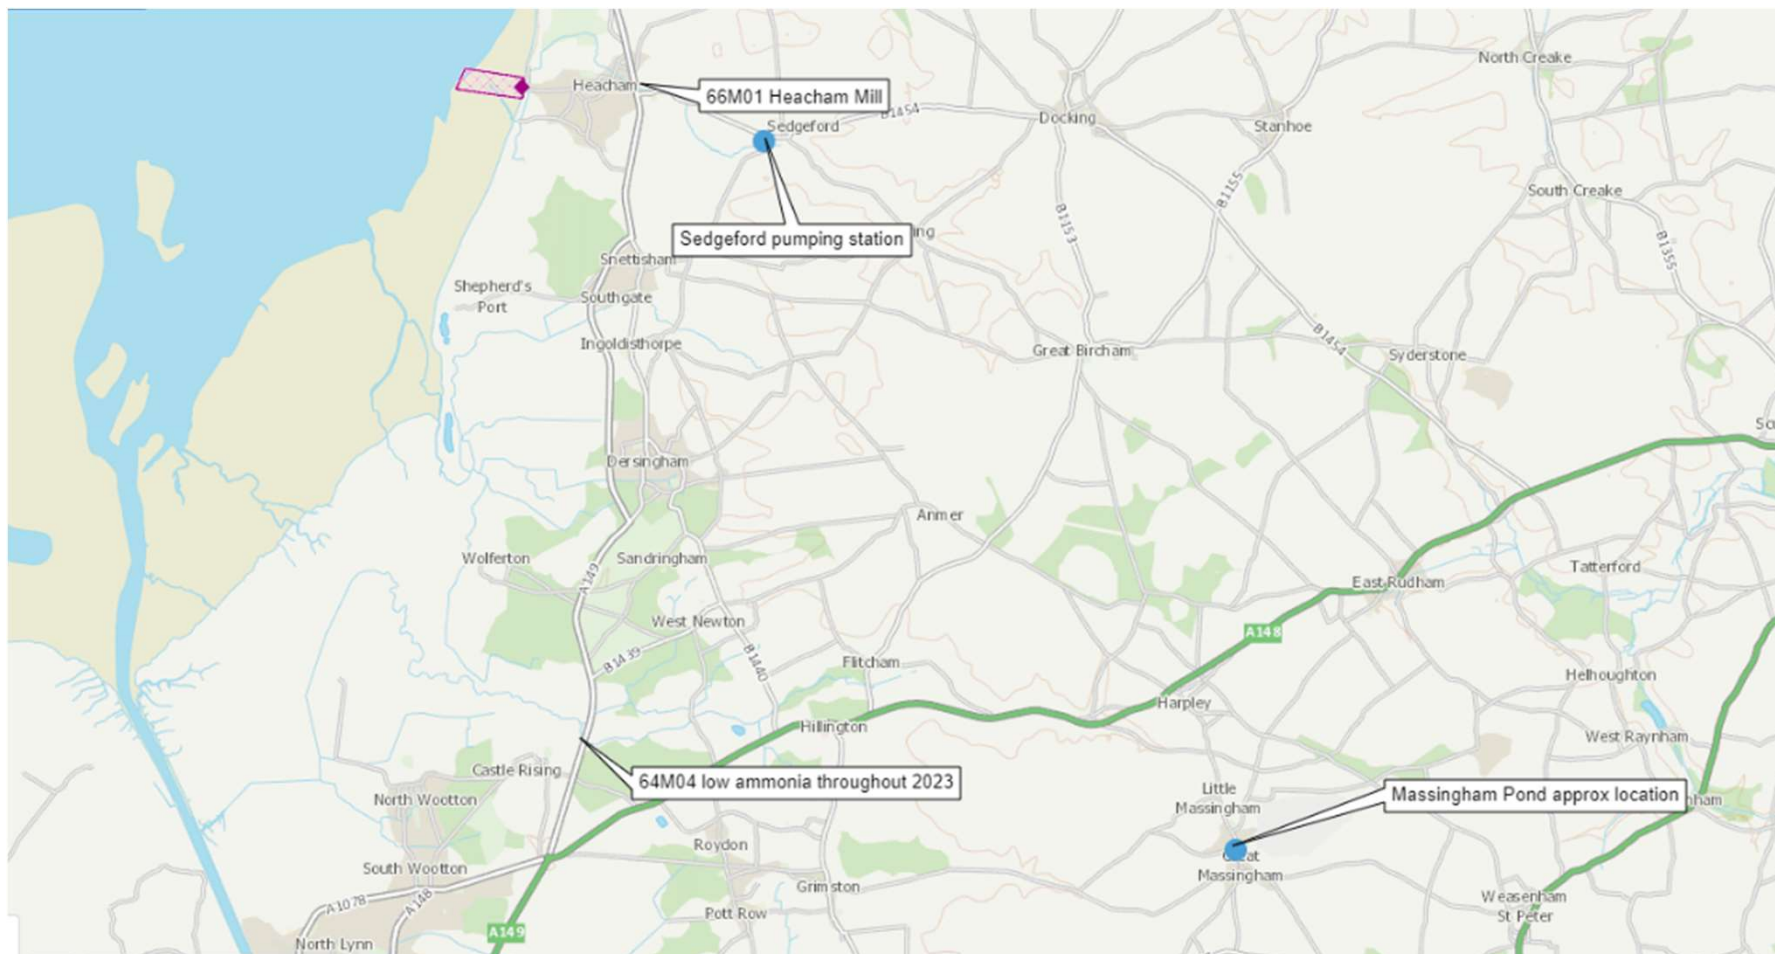 North Creake
Heacham
66M01 Heacham Mill
B1454
Docking
Sedgeford
Stanhoe
B1155
South Creake
B1153
Sedgeford pumping station
ing
B1355
Snettisham
Shepherd's
Port
Southgate
Ingoldisthorpe
B1454
Great Bircham
Syderstone
Dersingham
Anmer
Wolferton
Sandringham
A149
Tatterford
East Rudham
West Newton
A148
B1439
B1440
Flitcham
Helhoughton
Harpley
Hillington
West Raynham
Castle Rising
64M04 low ammonia throughout 2023
North Wootton
Little
Massingham
Massingham Pond approx location
nham
Roydon
South Wootton
Great
Massingham
Grimston
Weasenham
St Peter
A1078
A148
Pott Row
A149
North Lynn